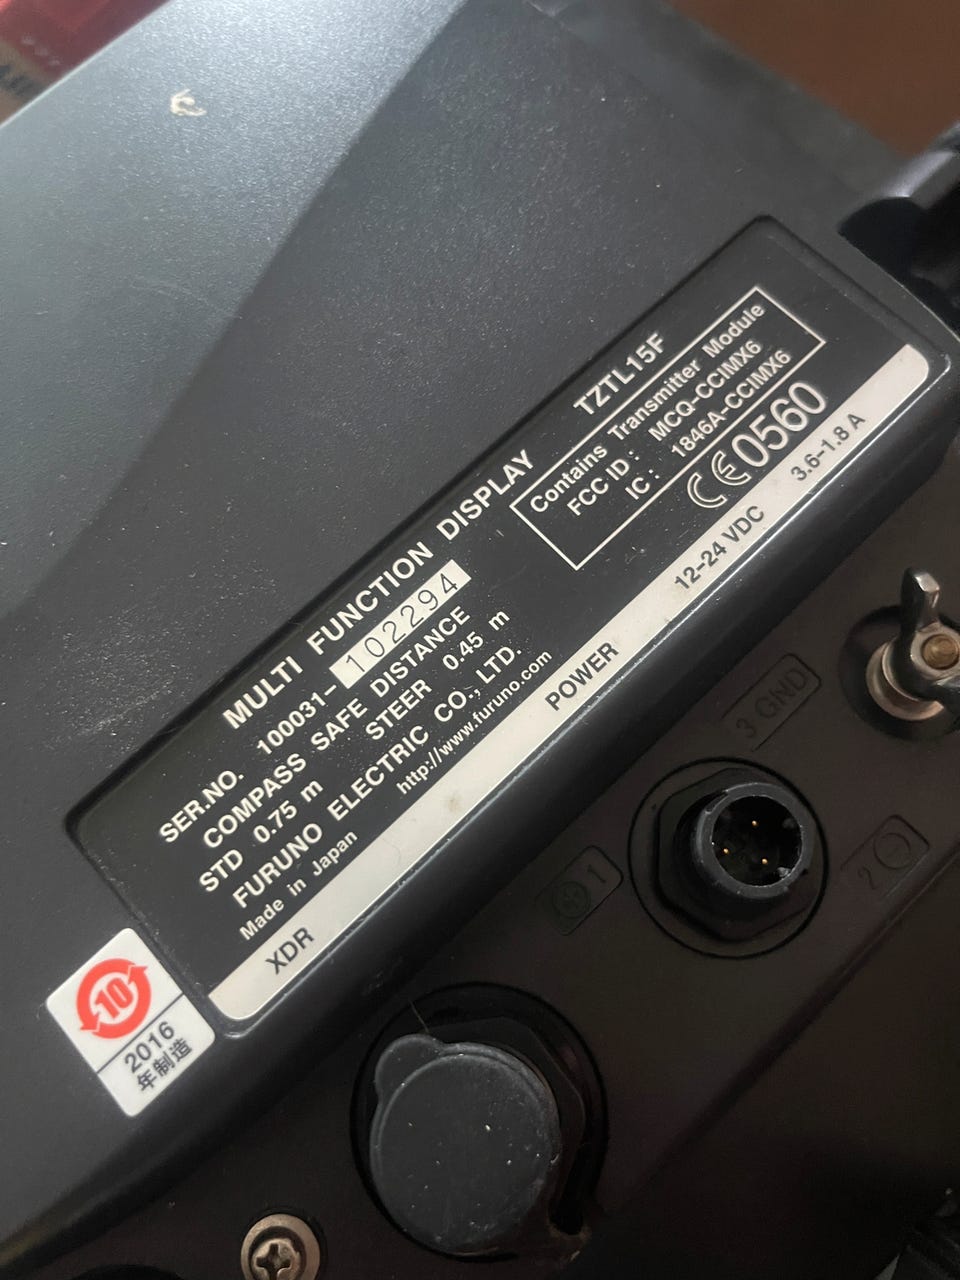 MULTI FUNCTION DISPLAY TZTL15F
SER.NO. 100031-102294
COMPASS SAFE DISTANCE
STD 0.75 m STEER 0.45 m
FURUNO ELECTRIC CO., LTD.
Made in Japan http://www.furuno.com
Contains Transmitter Module
FCC ID : MCQ-CCIMX6
IC : 1846A-CCIMX6
CE0560
XDR POWER 12-24 VDC 3.6-1.8 A
3 GND
1
2
10
2016
年制造